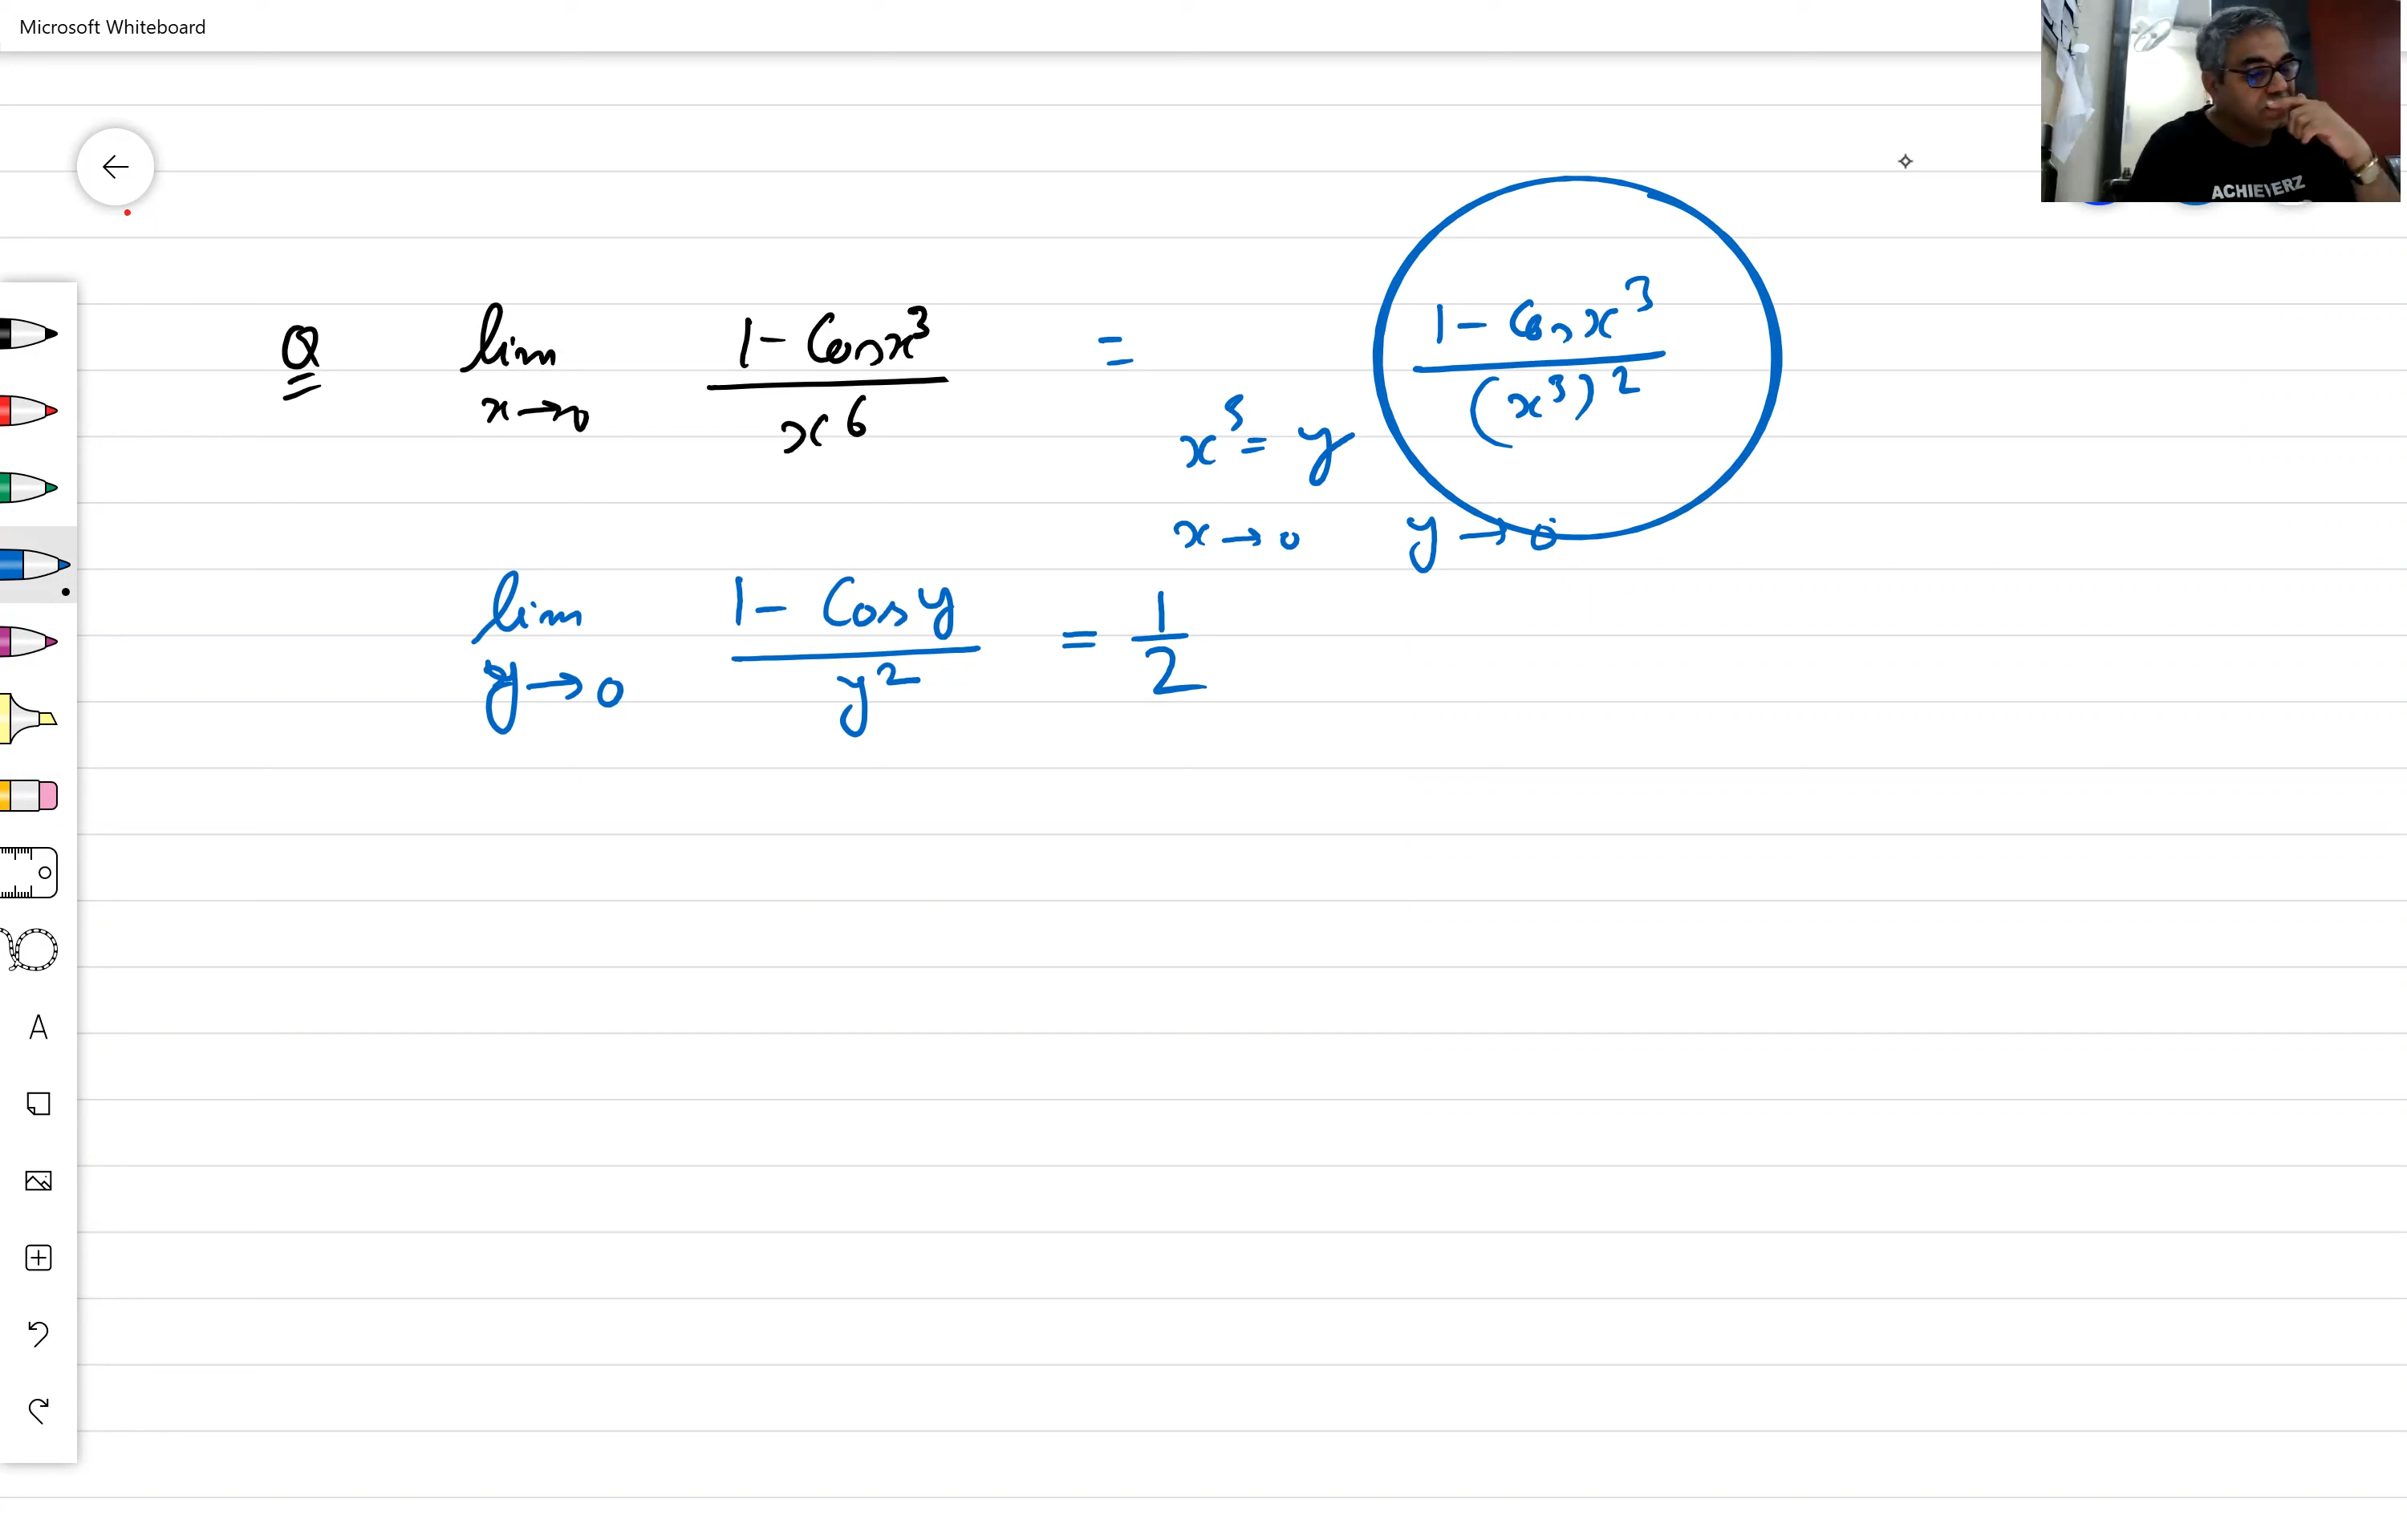 Microsoft Whiteboard
ACHIEVERZ
Q lim x→0 (1 - Cos x³)/x⁶ = (1 - Cos x³)/(x³)²
x³ = y
x → 0 y → 0
lim y→0 (1 - Cos y)/y² = 1/2
A